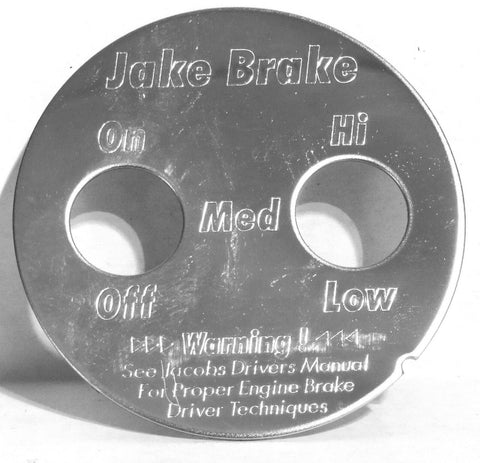 Jake Brake
On Hi
Med
Off Low
▷▷▷ Warning ! ◁◁◁
See Jacobs Drivers Manual
For Proper Engine Brake
Driver Techniques